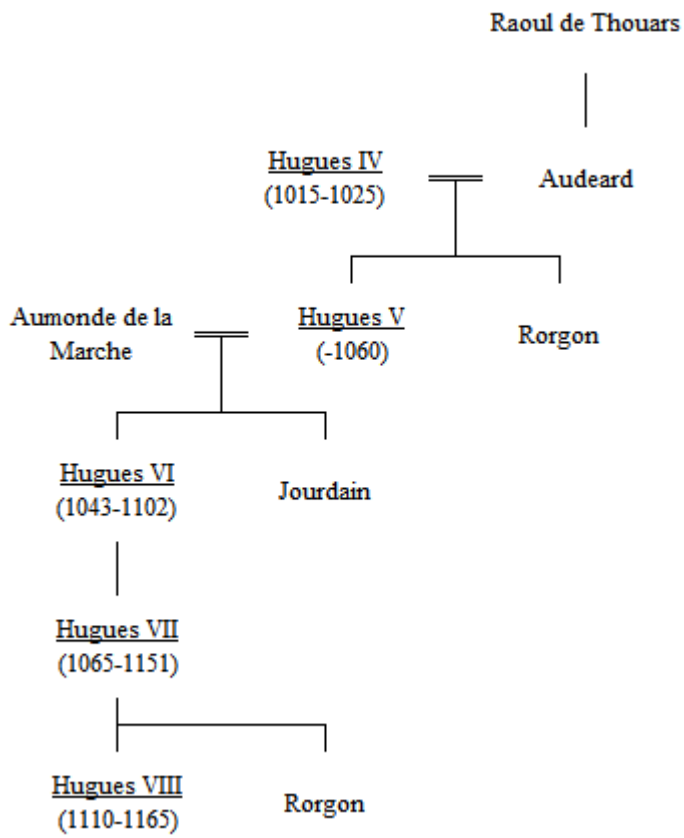 Raoul de Thouars
Hugues IV
(1015-1025)
Audeard
Aumonde de la
Marche
Hugues V
(-1060)
Rorgon
Hugues VI
(1043-1102)
Jourdain
Hugues VII
(1065-1151)
Hugues VIII
(1110-1165)
Rorgon